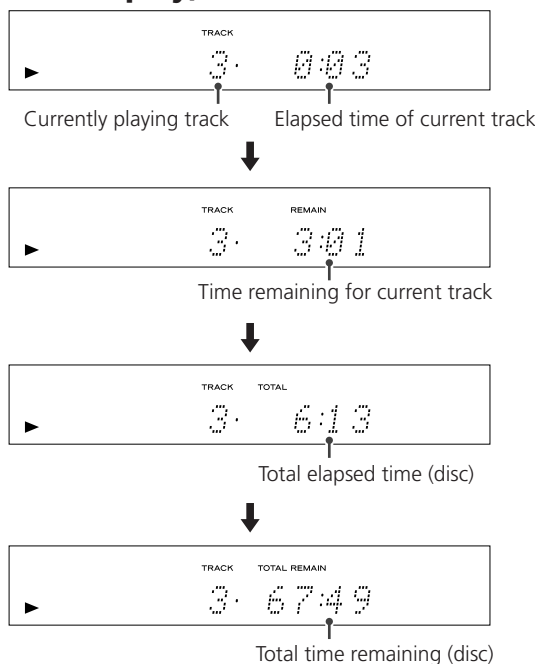 TRACK
3· 0:03
Currently playing track Elapsed time of current track
TRACK REMAIN
3· 3:01
Time remaining for current track
TRACK TOTAL
3· 6:13
Total elapsed time (disc)
TRACK TOTAL REMAIN
3· 67:49
Total time remaining (disc)